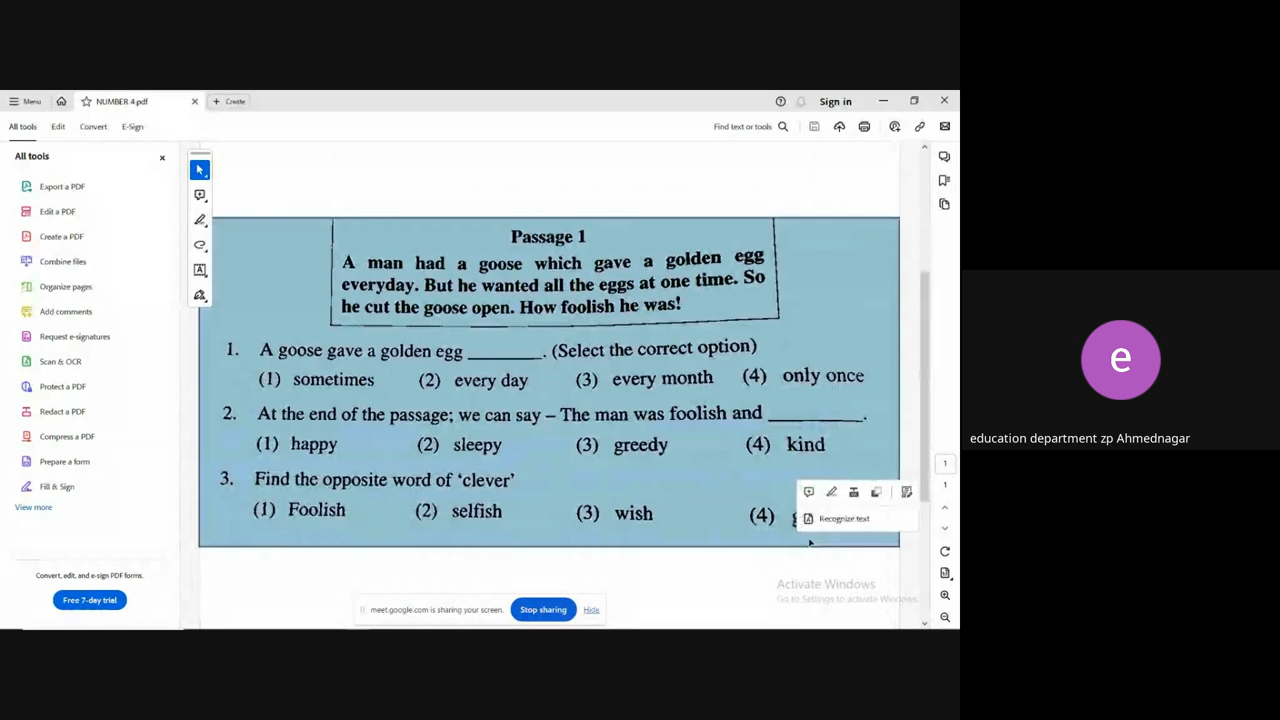 Menu
NUMBER 4.pdf
Create
Sign in
All tools
Edit
Convert
E-Sign
Find text or tools
All tools
Export a PDF
Edit a PDF
Create a PDF
Combine files
Organize pages
Add comments
Request e-signatures
Scan & OCR
Protect a PDF
Redact a PDF
Compress a PDF
Prepare a form
Fill & Sign
View more
Convert, edit, and e-sign PDF forms.
Free 7-day trial
Passage 1
A man had a goose which gave a golden egg
everyday. But he wanted all the eggs at one time. So
he cut the goose open. How foolish he was!
1. A goose gave a golden egg ________. (Select the correct option)
(1) sometimes (2) every day (3) every month (4) only once
2. At the end of the passage; we can say – The man was foolish and __________.
(1) happy (2) sleepy (3) greedy (4) kind
3. Find the opposite word of ‘clever’
(1) Foolish (2) selfish (3) wish (4)
Recognize text
1
1
Activate Windows
Go to Settings to activate Windows.
meet.google.com is sharing your screen.
Stop sharing
Hide
e
education department zp Ahmednagar